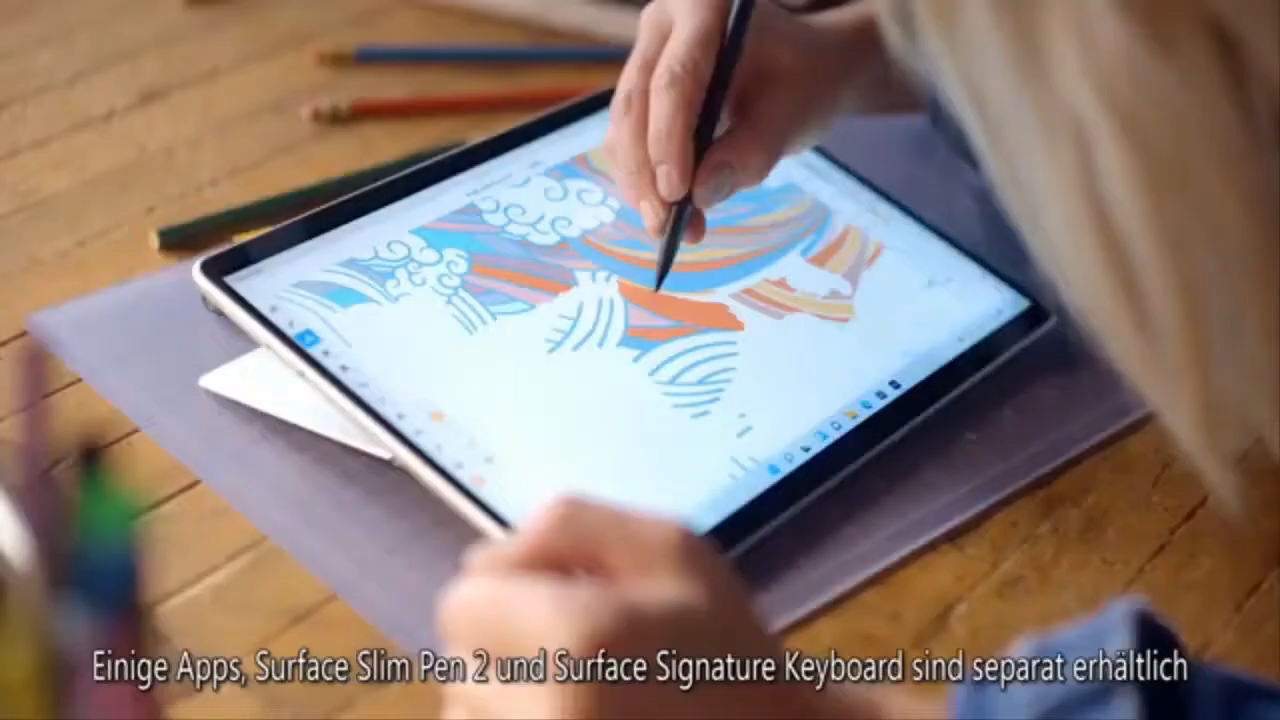 Einige Apps, Surface Slim Pen 2 und Surface Signature Keyboard sind separat erhältlich